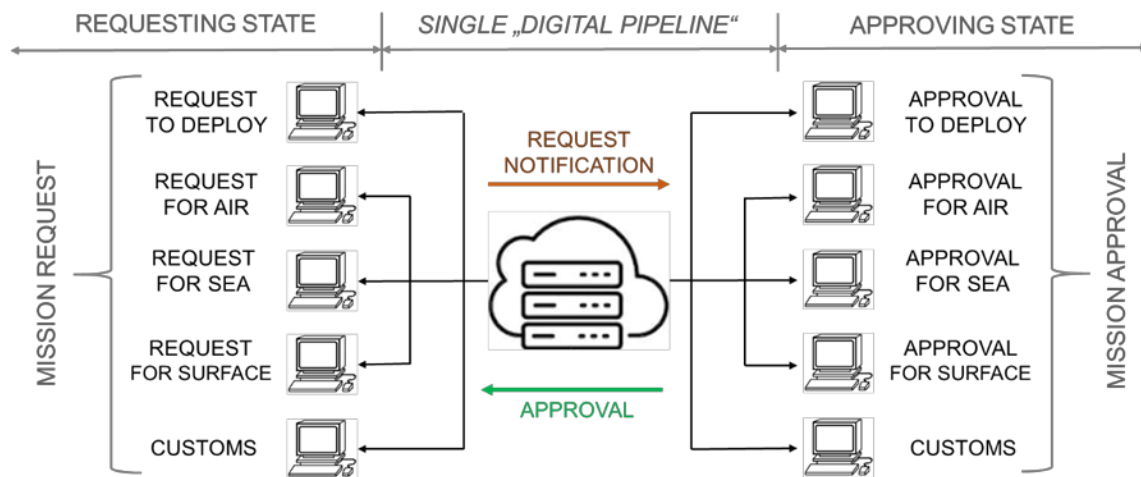 REQUESTING STATE
SINGLE „DIGITAL PIPELINE“
APPROVING STATE
MISSION REQUEST
REQUEST
TO DEPLOY
REQUEST
FOR AIR
REQUEST
FOR SEA
REQUEST
FOR SURFACE
CUSTOMS
REQUEST
NOTIFICATION
APPROVAL
APPROVAL
TO DEPLOY
APPROVAL
FOR AIR
APPROVAL
FOR SEA
APPROVAL
FOR SURFACE
CUSTOMS
MISSION APPROVAL